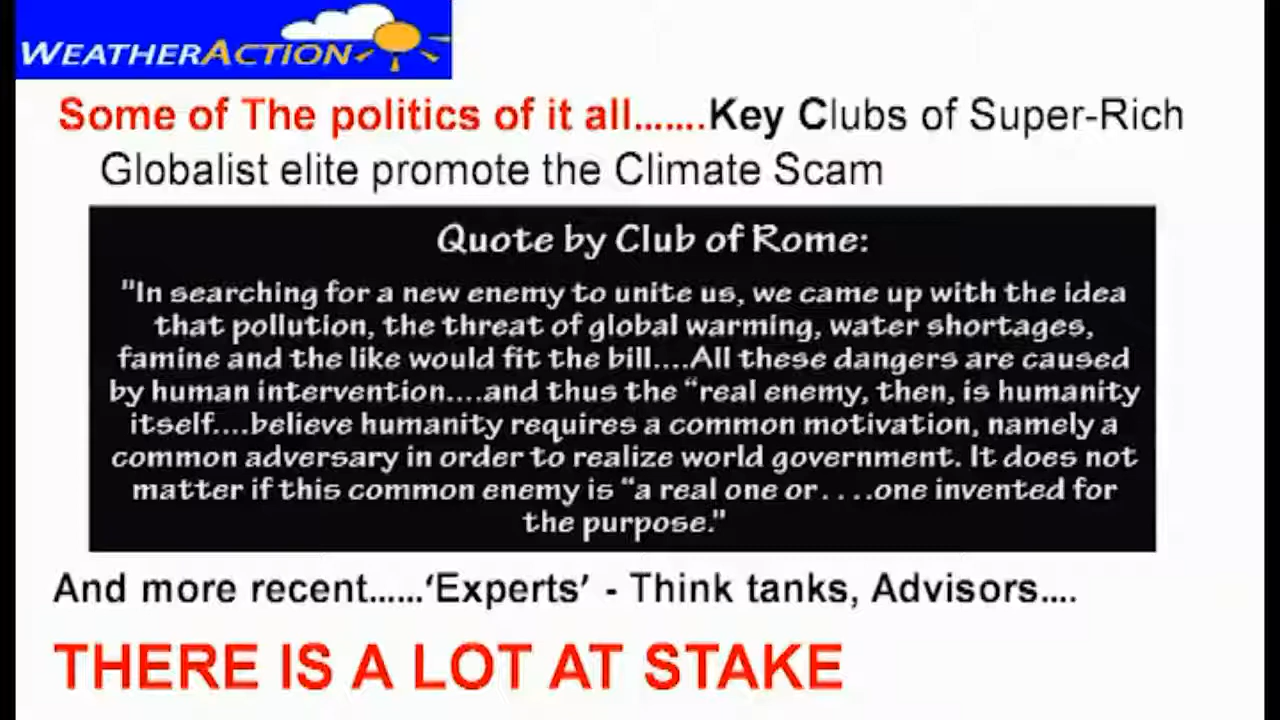 WEATHERACTION
Some of The politics of it all.......Key Clubs of Super-Rich
Globalist elite promote the Climate Scam
Quote by Club of Rome:
"In searching for a new enemy to unite us, we came up with the idea
that pollution, the threat of global warming, water shortages,
famine and the like would fit the bill....All these dangers are caused
by human intervention....and thus the “real enemy, then, is humanity
itself....believe humanity requires a common motivation, namely a
common adversary in order to realize world government. It does not
matter if this common enemy is “a real one or....one invented for
the purpose."
And more recent......‘Experts’ - Think tanks, Advisors....
THERE IS A LOT AT STAKE